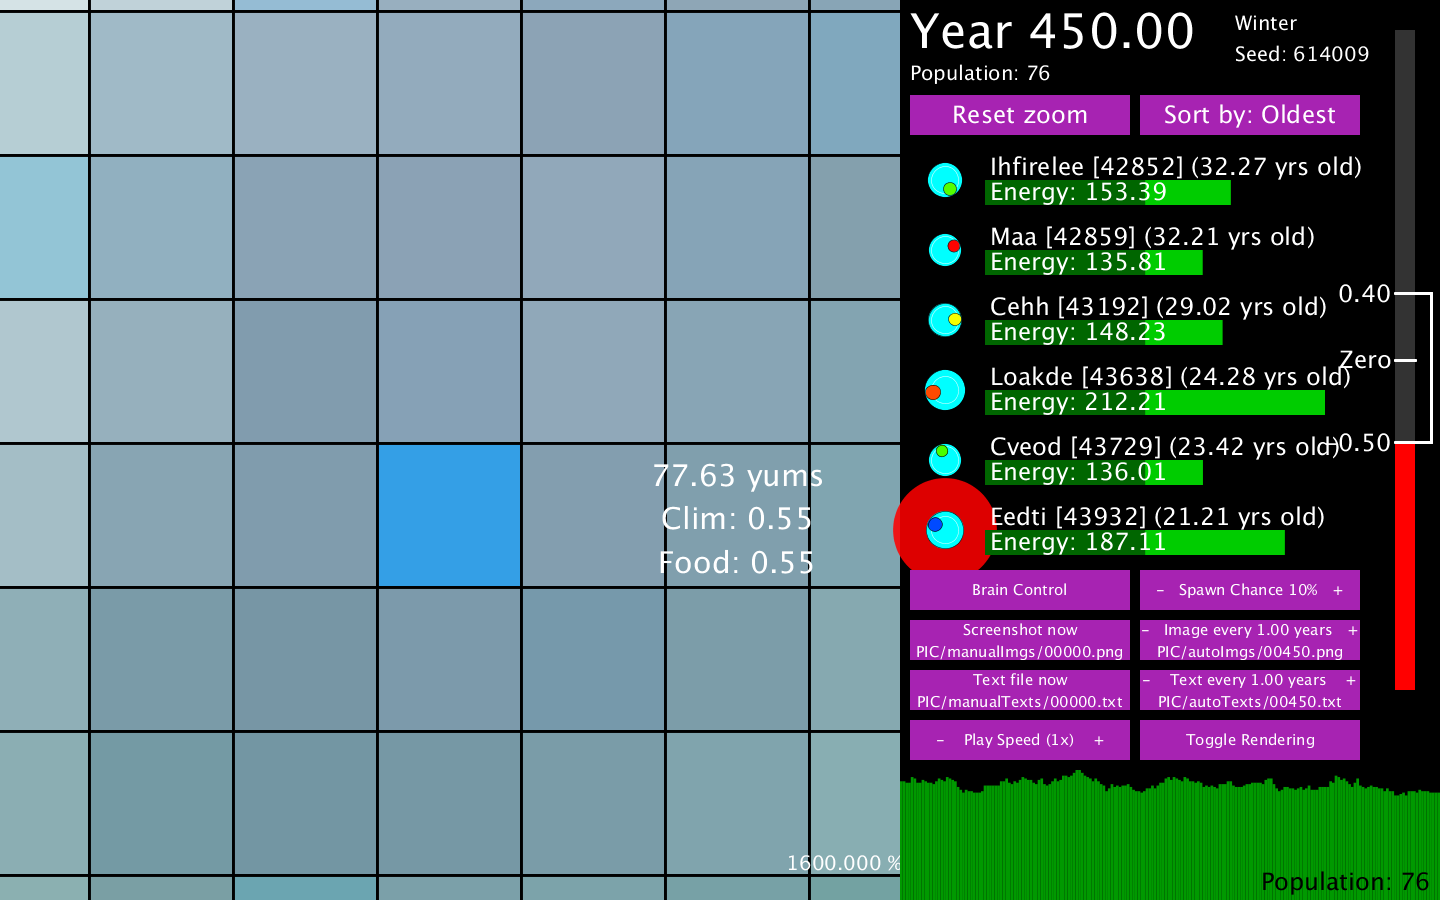 Year 450.00
Winter
Seed: 614009
Population: 76
Reset zoom
Sort by: Oldest
Ihfirelee [42852] (32.27 yrs old)
Energy: 153.39
Maa [42859] (32.21 yrs old)
Energy: 135.81
Cehh [43192] (29.02 yrs old)
Energy: 148.23
0.40
Zero
Loakde [43638] (24.28 yrs old)
Energy: 212.21
Cveod [43729] (23.42 yrs old)
-0.50
Energy: 136.01
77.63 yums
Clim: 0.55
Food: 0.55
Eedti [43932] (21.21 yrs old)
Energy: 187.11
Brain Control
- Spawn Chance 10% +
Screenshot now
PIC/manualImgs/00000.png
- Image every 1.00 years +
PIC/autoImgs/00450.png
Text file now
PIC/manualTexts/00000.txt
- Text every 1.00 years +
PIC/autoTexts/00450.txt
- Play Speed (1x) +
Toggle Rendering
1600.000 %
Population: 76